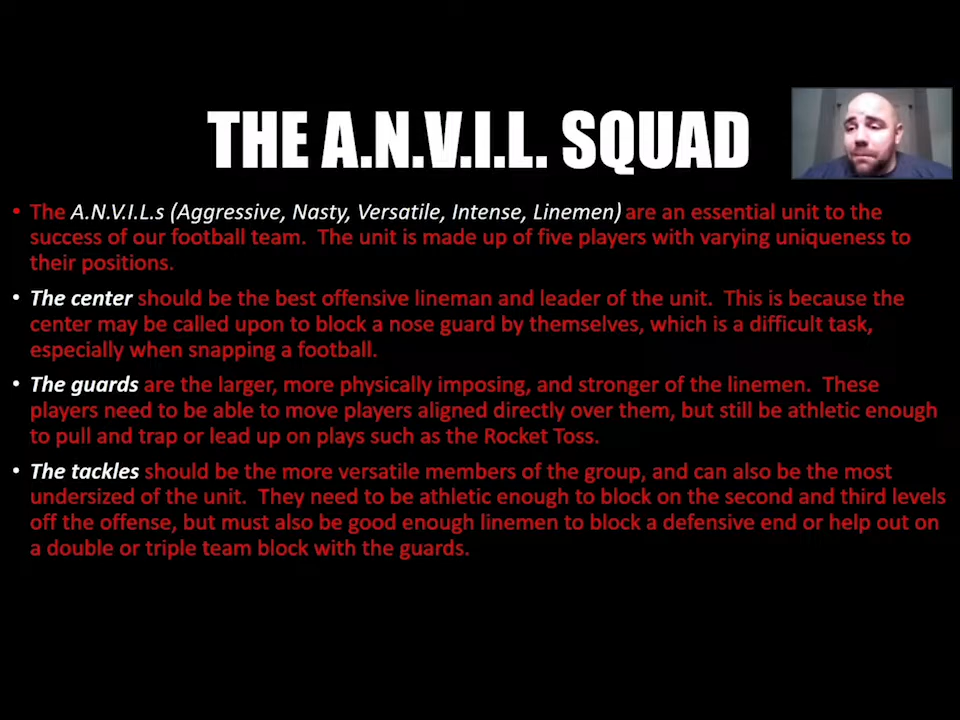 THE A.N.V.I.L. SQUAD
• The A.N.V.I.L.s (Aggressive, Nasty, Versatile, Intense, Linemen) are an essential unit to the
success of our football team. The unit is made up of five players with varying uniqueness to
their positions.
• The center should be the best offensive lineman and leader of the unit. This is because the
center may be called upon to block a nose guard by themselves, which is a difficult task,
especially when snapping a football.
• The guards are the larger, more physically imposing, and stronger of the linemen. These
players need to be able to move players aligned directly over them, but still be athletic enough
to pull and trap or lead up on plays such as the Rocket Toss.
• The tackles should be the more versatile members of the group, and can also be the most
undersized of the unit. They need to be athletic enough to block on the second and third levels
off the offense, but must also be good enough linemen to block a defensive end or help out on
a double or triple team block with the guards.